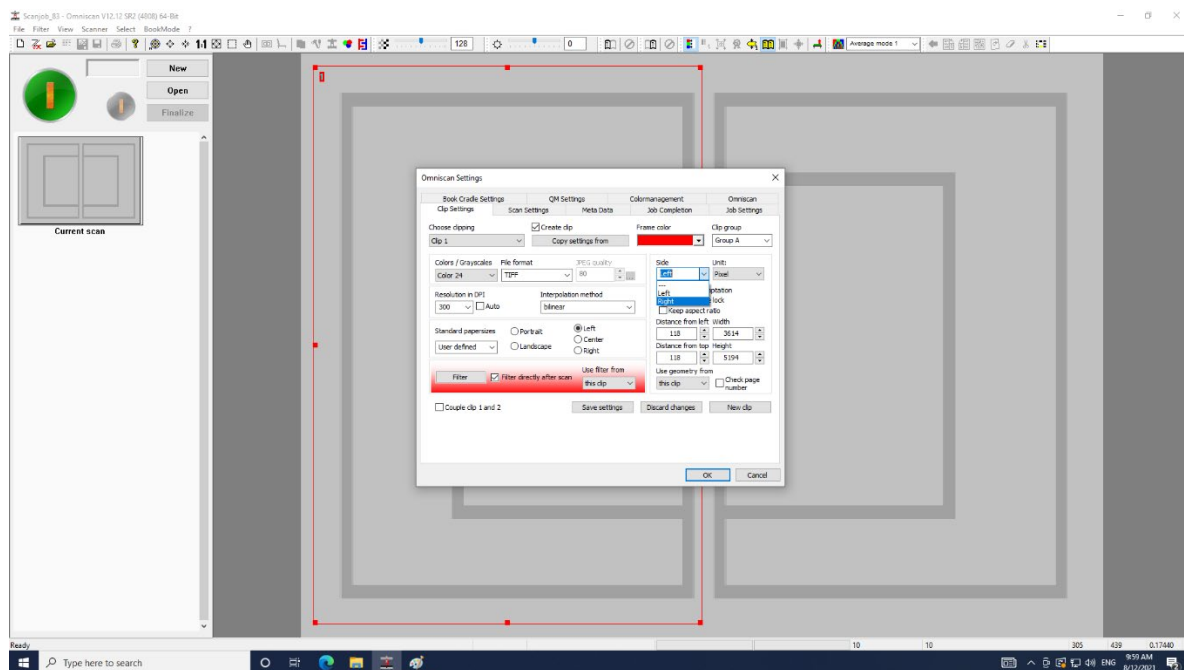 Scanjob_83 - Omniscan V12.12 SR2 (4808) 64-Bit
File Filter View Scanner Select BookMode ?
1:1 128 0 Average mode 1
New
Open
Finalize
Current scan
Omniscan Settings
Book Cradle Settings QM Settings Colormanagement Omniscan
Clip Settings Scan Settings Meta Data Job Completion Job Settings
Choose clipping Create clip Frame color Clip group
Clip 1 Copy settings from Group A
Colors / Grayscales File format JPEG quality Side Unit:
Color 24 TIFF 80 Left Pixel
---
Left
Right
Resolution in DPI Interpolation method
300 Auto bilinear
Keep aspect ratio
Distance from left Width
118 3614
Standard papersizes Portrait Left
Center
User defined Landscape Right
Distance from top Height
118 5194
Use filter from Use geometry from
Filter Filter directly after scan this clip this clip Check page number
Couple clip 1 and 2 Save settings Discard changes New clip
OK Cancel
Ready 10 10 305 439 0.17440
Type here to search ENG 9:59 AM
8/12/2021